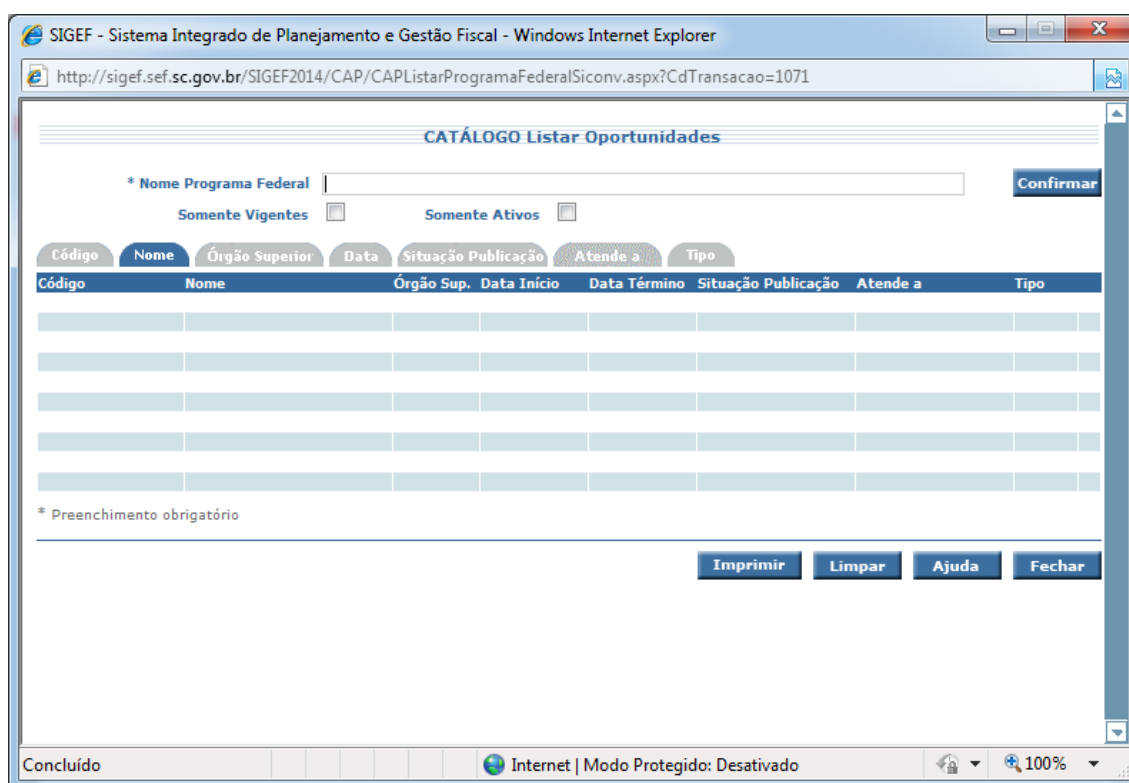 SIGEF - Sistema Integrado de Planejamento e Gestão Fiscal - Windows Internet Explorer
http://sigef.sef.sc.gov.br/SIGEF2014/CAP/CAPListarProgramaFederalSiconv.aspx?CdTransacao=1071
CATÁLOGO Listar Oportunidades
* Nome Programa Federal Confirmar
Somente Vigentes Somente Ativos
Código Nome Órgão Superior Data Situação Publicação Atende a Tipo
Código Nome Órgão Sup. Data Início Data Término Situação Publicação Atende a Tipo
* Preenchimento obrigatório
Imprimir Limpar Ajuda Fechar
Concluído Internet | Modo Protegido: Desativado 100%